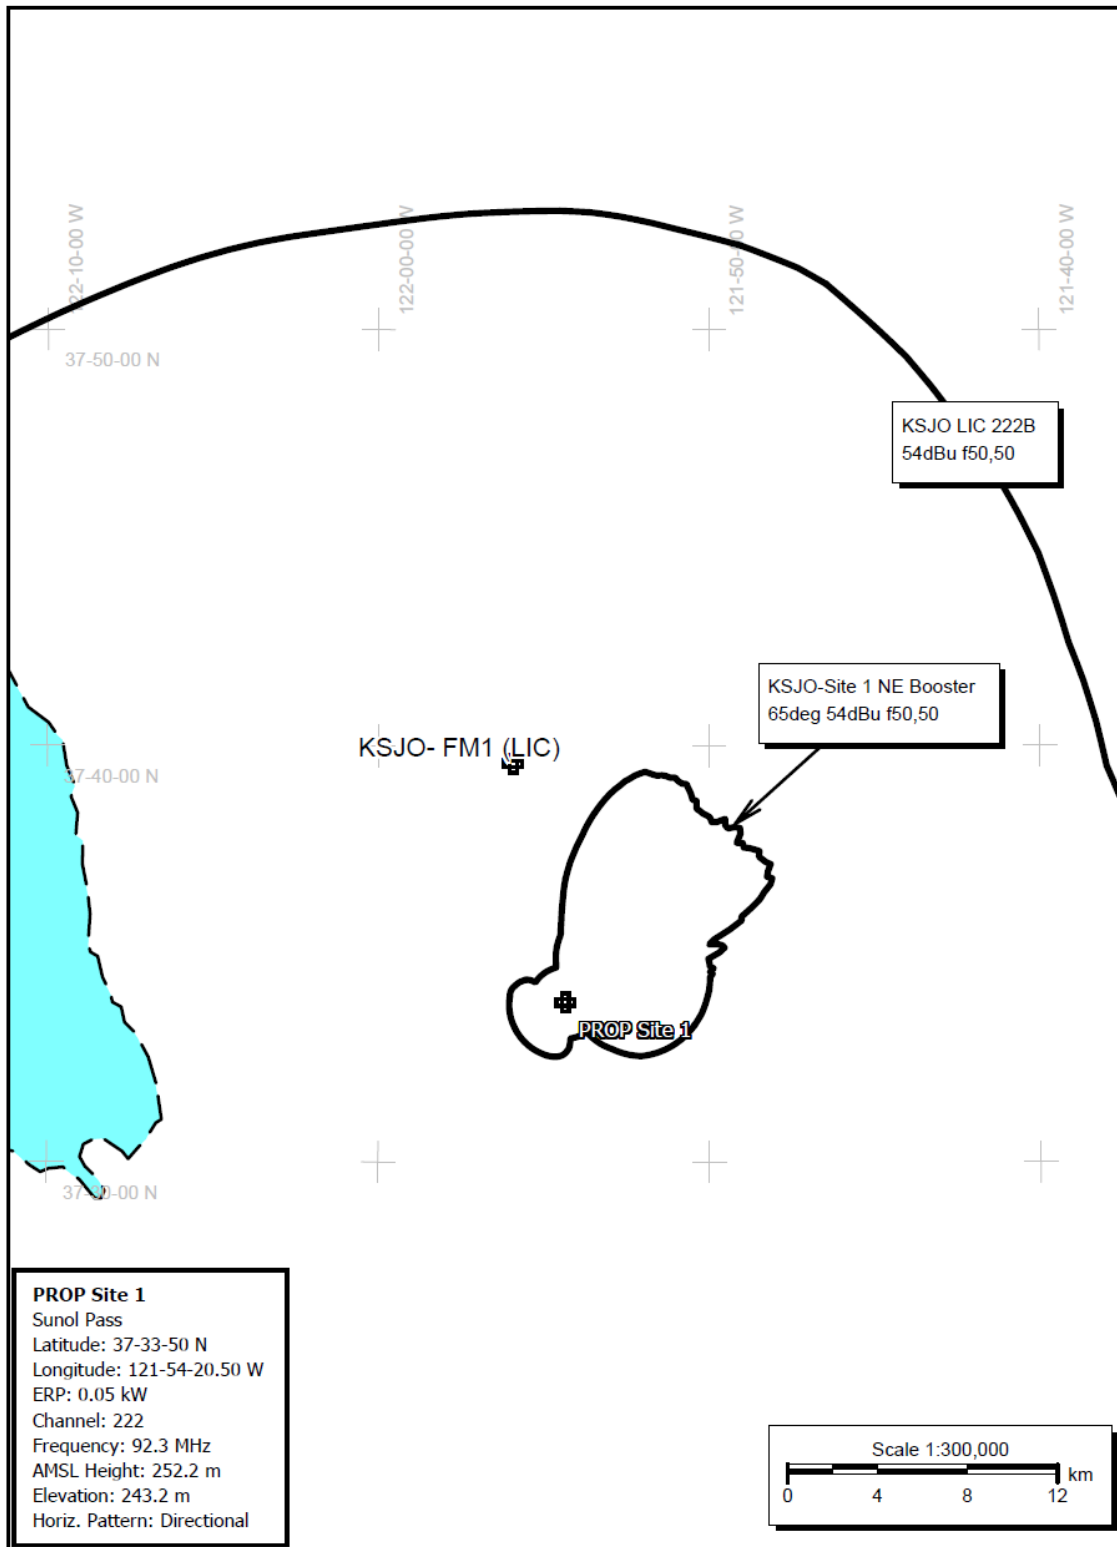 122-10-00 W
122-00-00 W
121-50-00 W
121-40-00 W
37-50-00 N
KSJO LIC 222B
54dBu f50,50
KSJO-Site 1 NE Booster
65deg 54dBu f50,50
KSJO- FM1 (LIC)
37-40-00 N
PROP Site 1
37-30-00 N
PROP Site 1
Sunol Pass
Latitude: 37-33-50 N
Longitude: 121-54-20.50 W
ERP: 0.05 kW
Channel: 222
Frequency: 92.3 MHz
AMSL Height: 252.2 m
Elevation: 243.2 m
Horiz. Pattern: Directional
Scale 1:300,000
km
0 4 8 12